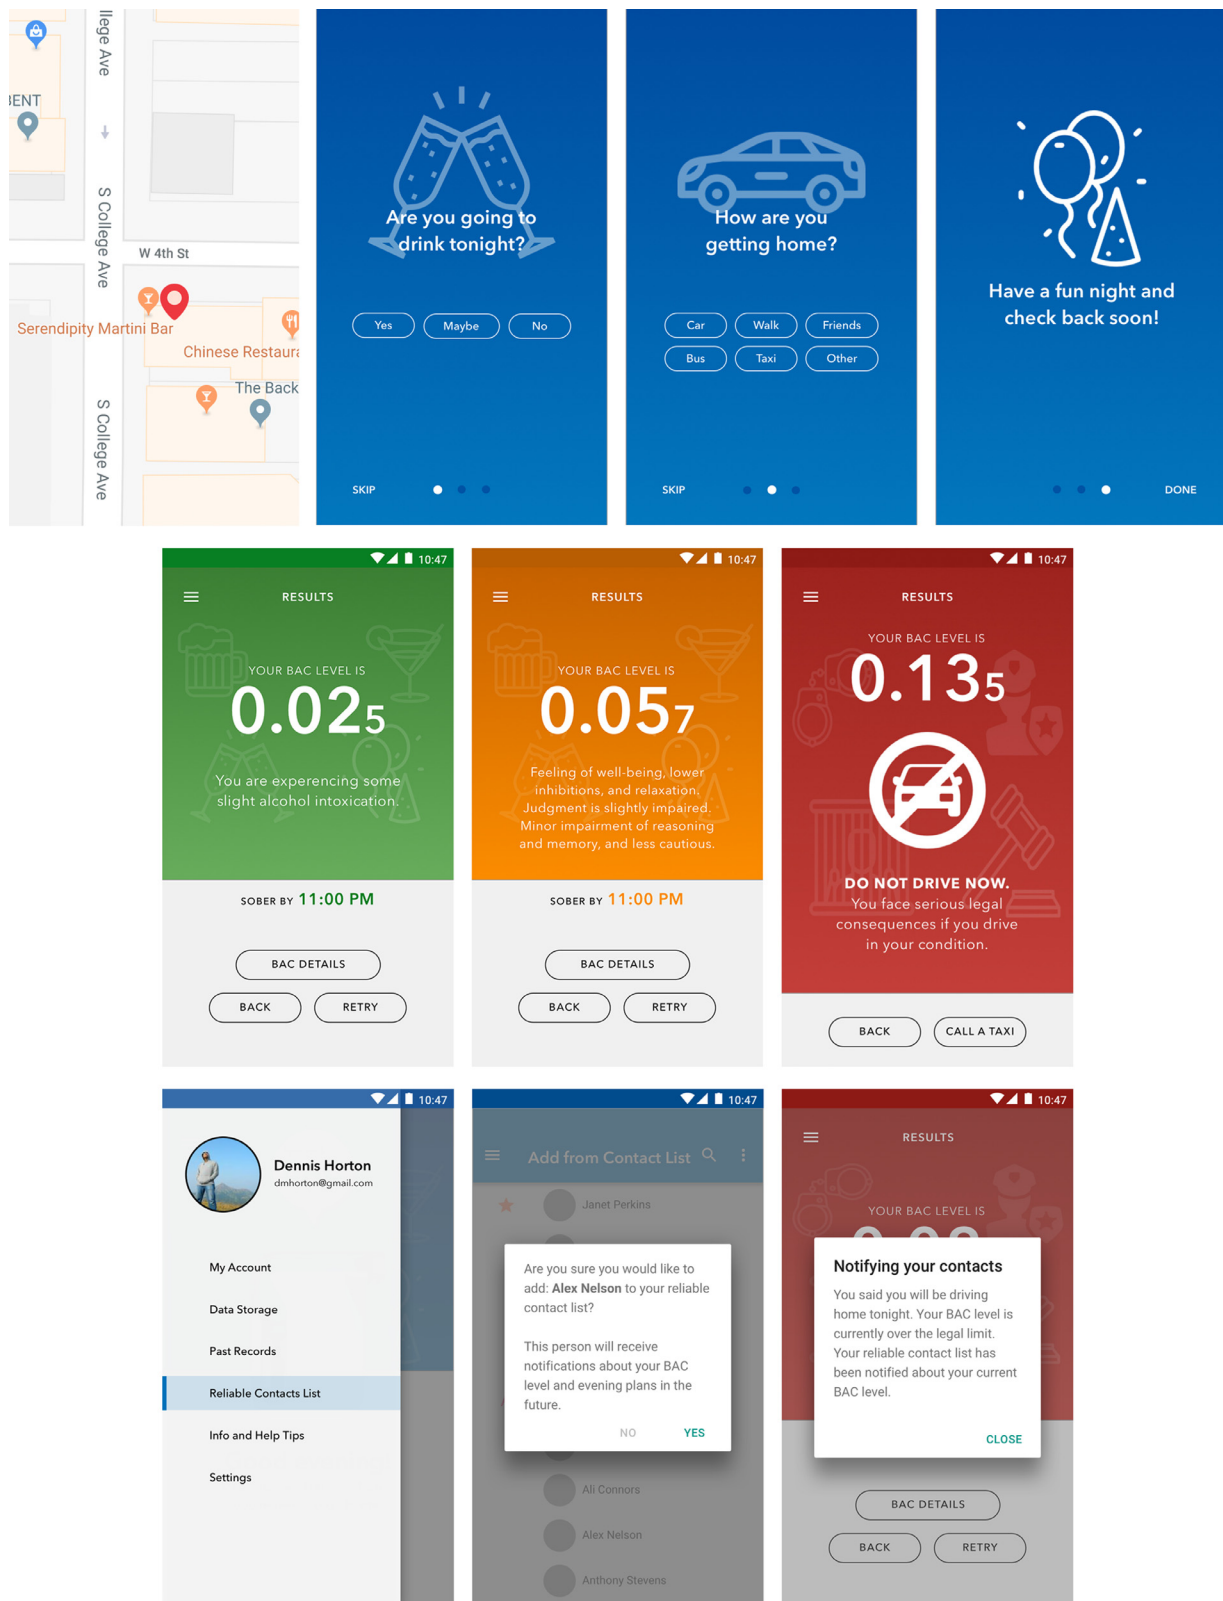 llege Ave
BENT
S College Ave
W 4th St
Serendipity Martini Bar
Chinese Restaura
The Back
S College Ave
Are you going to
drink tonight?
Yes
Maybe
No
SKIP
How are you
getting home?
Car
Walk
Friends
Bus
Taxi
Other
SKIP
Have a fun night and
check back soon!
DONE
10:47
RESULTS
YOUR BAC LEVEL IS
0.025
You are experencing some
slight alcohol intoxication.
SOBER BY 11:00 PM
BAC DETAILS
BACK
RETRY
10:47
RESULTS
YOUR BAC LEVEL IS
0.057
Feeling of well-being, lower
inhibitions, and relaxation.
Judgment is slightly impaired.
Minor impairment of reasoning
and memory, and less cautious.
SOBER BY 11:00 PM
BAC DETAILS
BACK
RETRY
10:47
RESULTS
YOUR BAC LEVEL IS
0.135
DO NOT DRIVE NOW.
You face serious legal
consequences if you drive
in your condition.
BACK
CALL A TAXI
10:47
Dennis Horton
dmhorton@gmail.com
My Account
Data Storage
Past Records
Reliable Contacts List
Info and Help Tips
Settings
10:47
Add from Contact List
Janet Perkins
Are you sure you would like to
add: Alex Nelson to your reliable
contact list?
This person will receive
notifications about your BAC
level and evening plans in the
future.
NO
YES
Ali Connors
Alex Nelson
Anthony Stevens
10:47
RESULTS
YOUR BAC LEVEL IS
Notifying your contacts
You said you will be driving
home tonight. Your BAC level is
currently over the legal limit.
Your reliable contact list has
been notified about your current
BAC level.
CLOSE
BAC DETAILS
BACK
RETRY